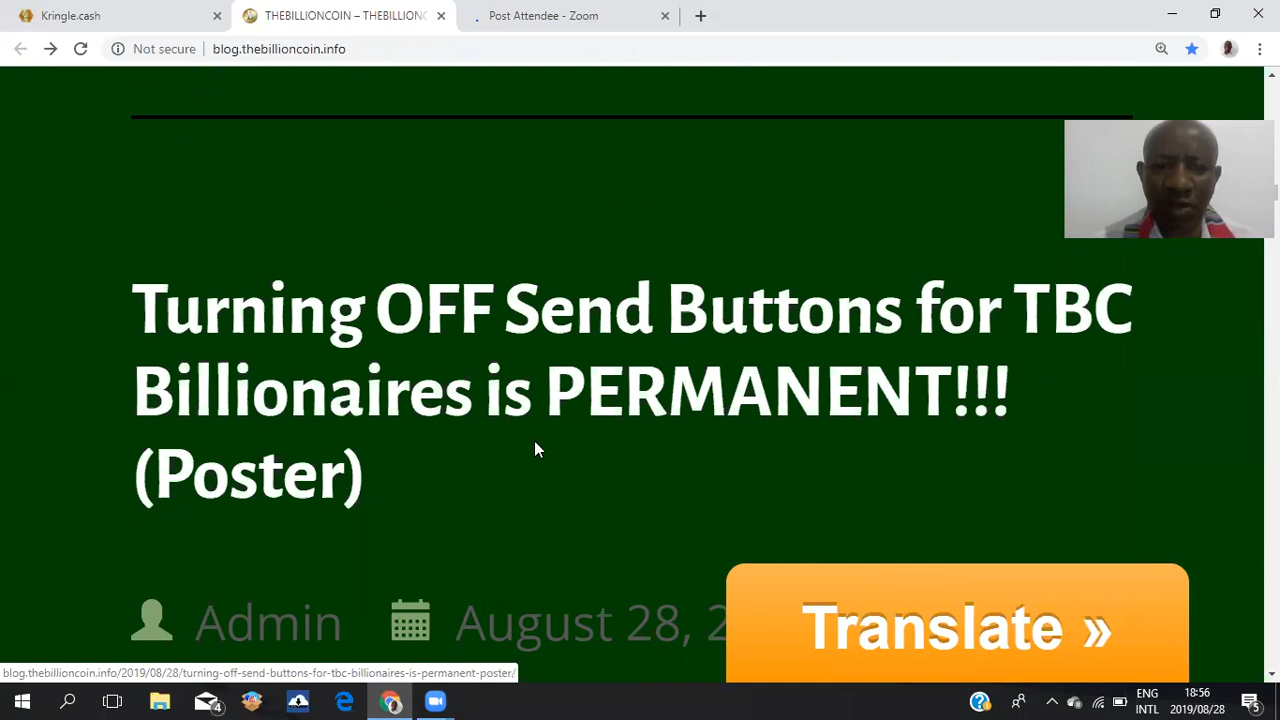 Kringle.cash
THEBILLIONCOIN – THEBILLIONC
Post Attendee - Zoom
Not secure
blog.thebillioncoin.info
Turning OFF Send Buttons for TBC
Billionaires is PERMANENT!!!
(Poster)
Admin
August 28, 2
Translate »
blog.thebillioncoin.info/2019/08/28/turning-off-send-buttons-for-tbc-billionaires-is-permanent-poster/
4
ENG
INTL
18:56
2019/08/28
5